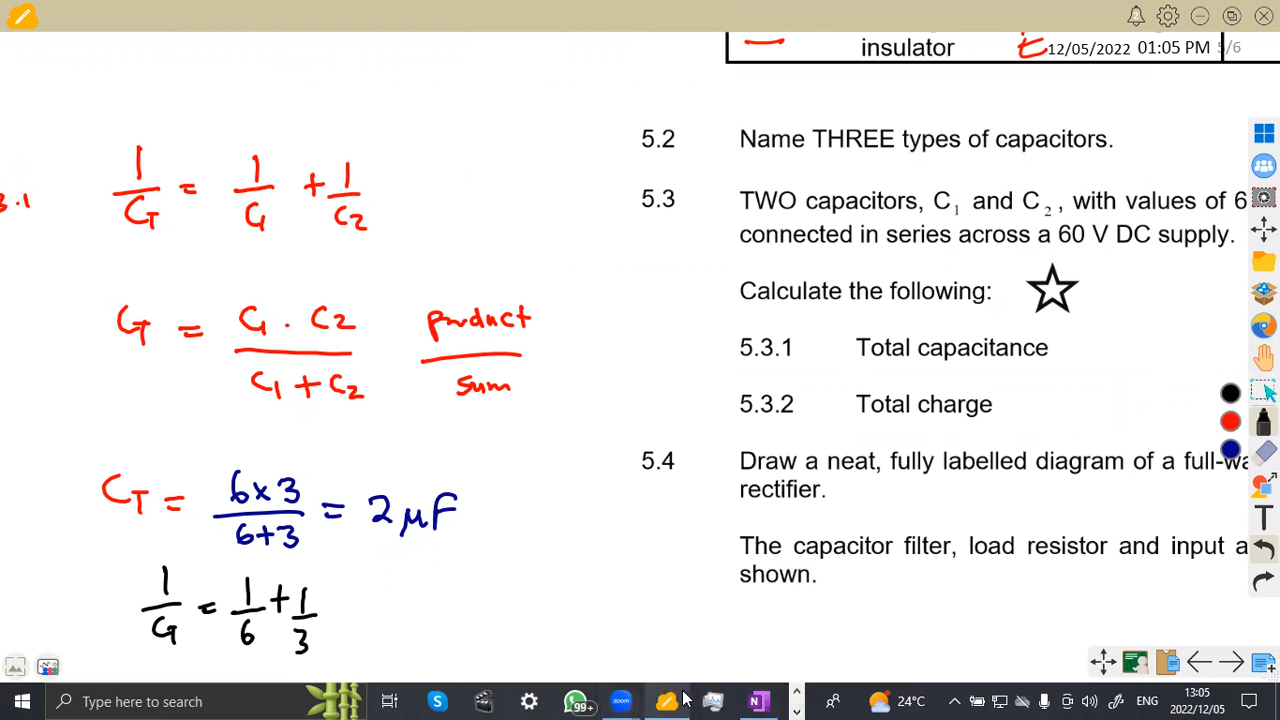 insulator
12/05/2022 01:05 PM 5/6
5.2 Name THREE types of capacitors.
5.3 TWO capacitors, C1 and C2, with values of 6
connected in series across a 60 V DC supply.
Calculate the following:
5.3.1 Total capacitance
5.3.2 Total charge
5.4 Draw a neat, fully labelled diagram of a full-wa
rectifier.
The capacitor filter, load resistor and input a
shown.
3.1
1/CT = 1/C1 + 1/C2
CT = C1 . C2 / C1 + C2 product / sum
CT = 6x3 / 6+3 = 2 μF
1/CT = 1/6 + 1/3
T
Type here to search
99+
zoom
N
24°C
ENG
13:05
2022/12/05